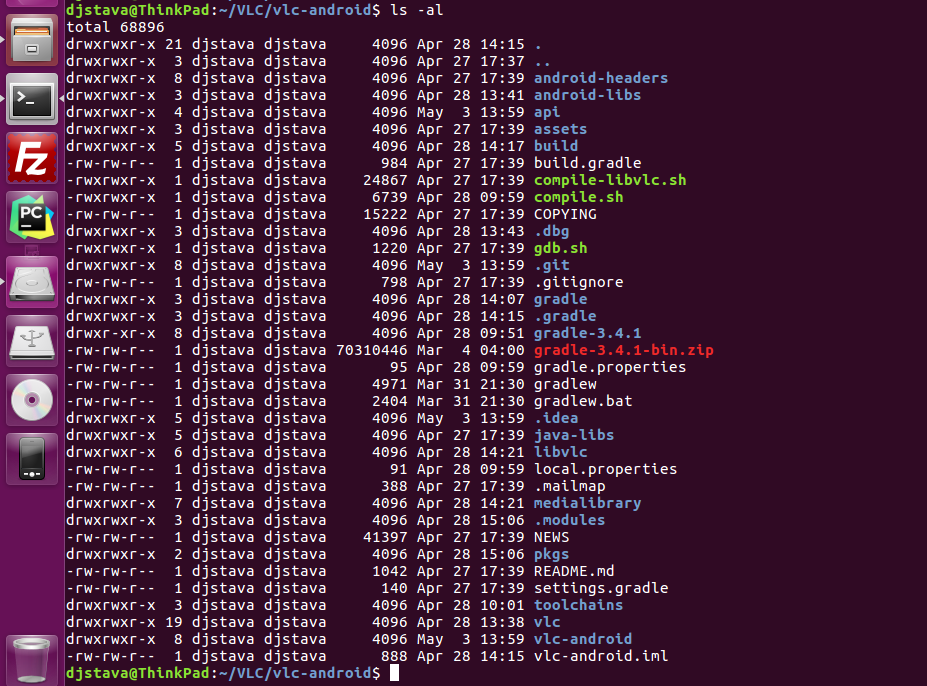 djstava@ThinkPad:~/VLC/vlc-android$ ls -al
total 68896
drwxrwxr-x 21 djstava djstava     4096 Apr 28 14:15 .
drwxrwxr-x  3 djstava djstava     4096 Apr 27 17:37 ..
drwxrwxr-x  8 djstava djstava     4096 Apr 27 17:39 android-headers
drwxrwxr-x  3 djstava djstava     4096 Apr 28 13:41 android-libs
drwxrwxr-x  4 djstava djstava     4096 May  3 13:59 api
drwxrwxr-x  3 djstava djstava     4096 Apr 27 17:39 assets
drwxrwxr-x  5 djstava djstava     4096 Apr 28 14:17 build
-rw-rw-r--  1 djstava djstava      984 Apr 27 17:39 build.gradle
-rwxrwxr-x  1 djstava djstava    24867 Apr 27 17:39 compile-libvlc.sh
-rwxrwxr-x  1 djstava djstava     6739 Apr 28 09:59 compile.sh
-rw-rw-r--  1 djstava djstava    15222 Apr 27 17:39 COPYING
drwxrwxr-x  3 djstava djstava     4096 Apr 28 13:43 .dbg
-rwxrwxr-x  1 djstava djstava     1220 Apr 27 17:39 gdb.sh
drwxrwxr-x  8 djstava djstava     4096 May  3 13:59 .git
-rw-rw-r--  1 djstava djstava      798 Apr 27 17:39 .gitignore
drwxrwxr-x  3 djstava djstava     4096 Apr 28 14:07 gradle
drwxrwxr-x  3 djstava djstava     4096 Apr 28 14:15 .gradle
drwxr-xr-x  8 djstava djstava     4096 Apr 28 09:51 gradle-3.4.1
-rw-rw-r--  1 djstava djstava 70310446 Mar  4 04:00 gradle-3.4.1-bin.zip
-rw-rw-r--  1 djstava djstava       95 Apr 28 09:59 gradle.properties
-rw-rw-r--  1 djstava djstava     4971 Mar 31 21:30 gradlew
-rw-rw-r--  1 djstava djstava     2404 Mar 31 21:30 gradlew.bat
drwxrwxr-x  5 djstava djstava     4096 May  3 13:59 .idea
drwxrwxr-x  5 djstava djstava     4096 Apr 27 17:39 java-libs
drwxrwxr-x  6 djstava djstava     4096 Apr 28 14:21 libvlc
-rw-rw-r--  1 djstava djstava       91 Apr 28 09:59 local.properties
-rw-rw-r--  1 djstava djstava      388 Apr 27 17:39 .mailmap
drwxrwxr-x  7 djstava djstava     4096 Apr 28 14:21 medialibrary
drwxrwxr-x  3 djstava djstava     4096 Apr 28 15:06 .modules
-rw-rw-r--  1 djstava djstava    41397 Apr 27 17:39 NEWS
drwxrwxr-x  2 djstava djstava     4096 Apr 28 15:06 pkgs
-rw-rw-r--  1 djstava djstava     1042 Apr 27 17:39 README.md
-rw-rw-r--  1 djstava djstava      140 Apr 27 17:39 settings.gradle
drwxrwxr-x  3 djstava djstava     4096 Apr 28 10:01 toolchains
drwxrwxr-x 19 djstava djstava     4096 Apr 28 13:38 vlc
drwxrwxr-x  8 djstava djstava     4096 May  3 13:59 vlc-android
-rw-rw-r--  1 djstava djstava      888 Apr 28 14:15 vlc-android.iml
djstava@ThinkPad:~/VLC/vlc-android$
>_
Fz
PC